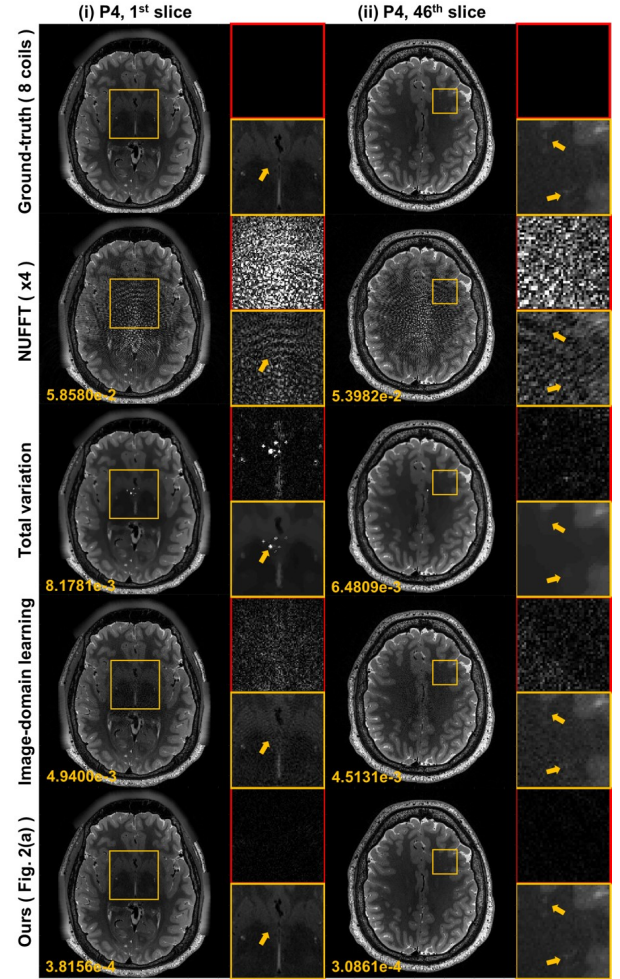 (i) P4, 1st slice
(ii) P4, 46th slice
Ground-truth ( 8 coils)
NUFFT ( x4)
5.8580e-2
5.3982e-2
Total variation
8.1781e-3
6.4809e-3
Image-domain learning
4.9400e-3
4.5131e-3
Ours ( Fig. 2(a))
3.8156e-4
3.0861e-4